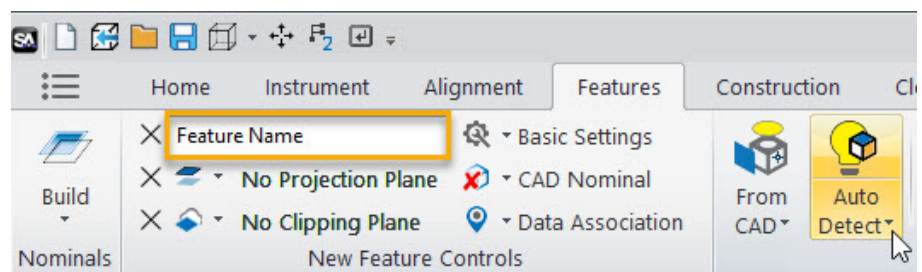 SA
Home Instrument Alignment Features Construction Cl
Feature Name Basic Settings
No Projection Plane CAD Nominal
No Clipping Plane Data Association
Build
Nominals
New Feature Controls
From
CAD
Auto
Detect